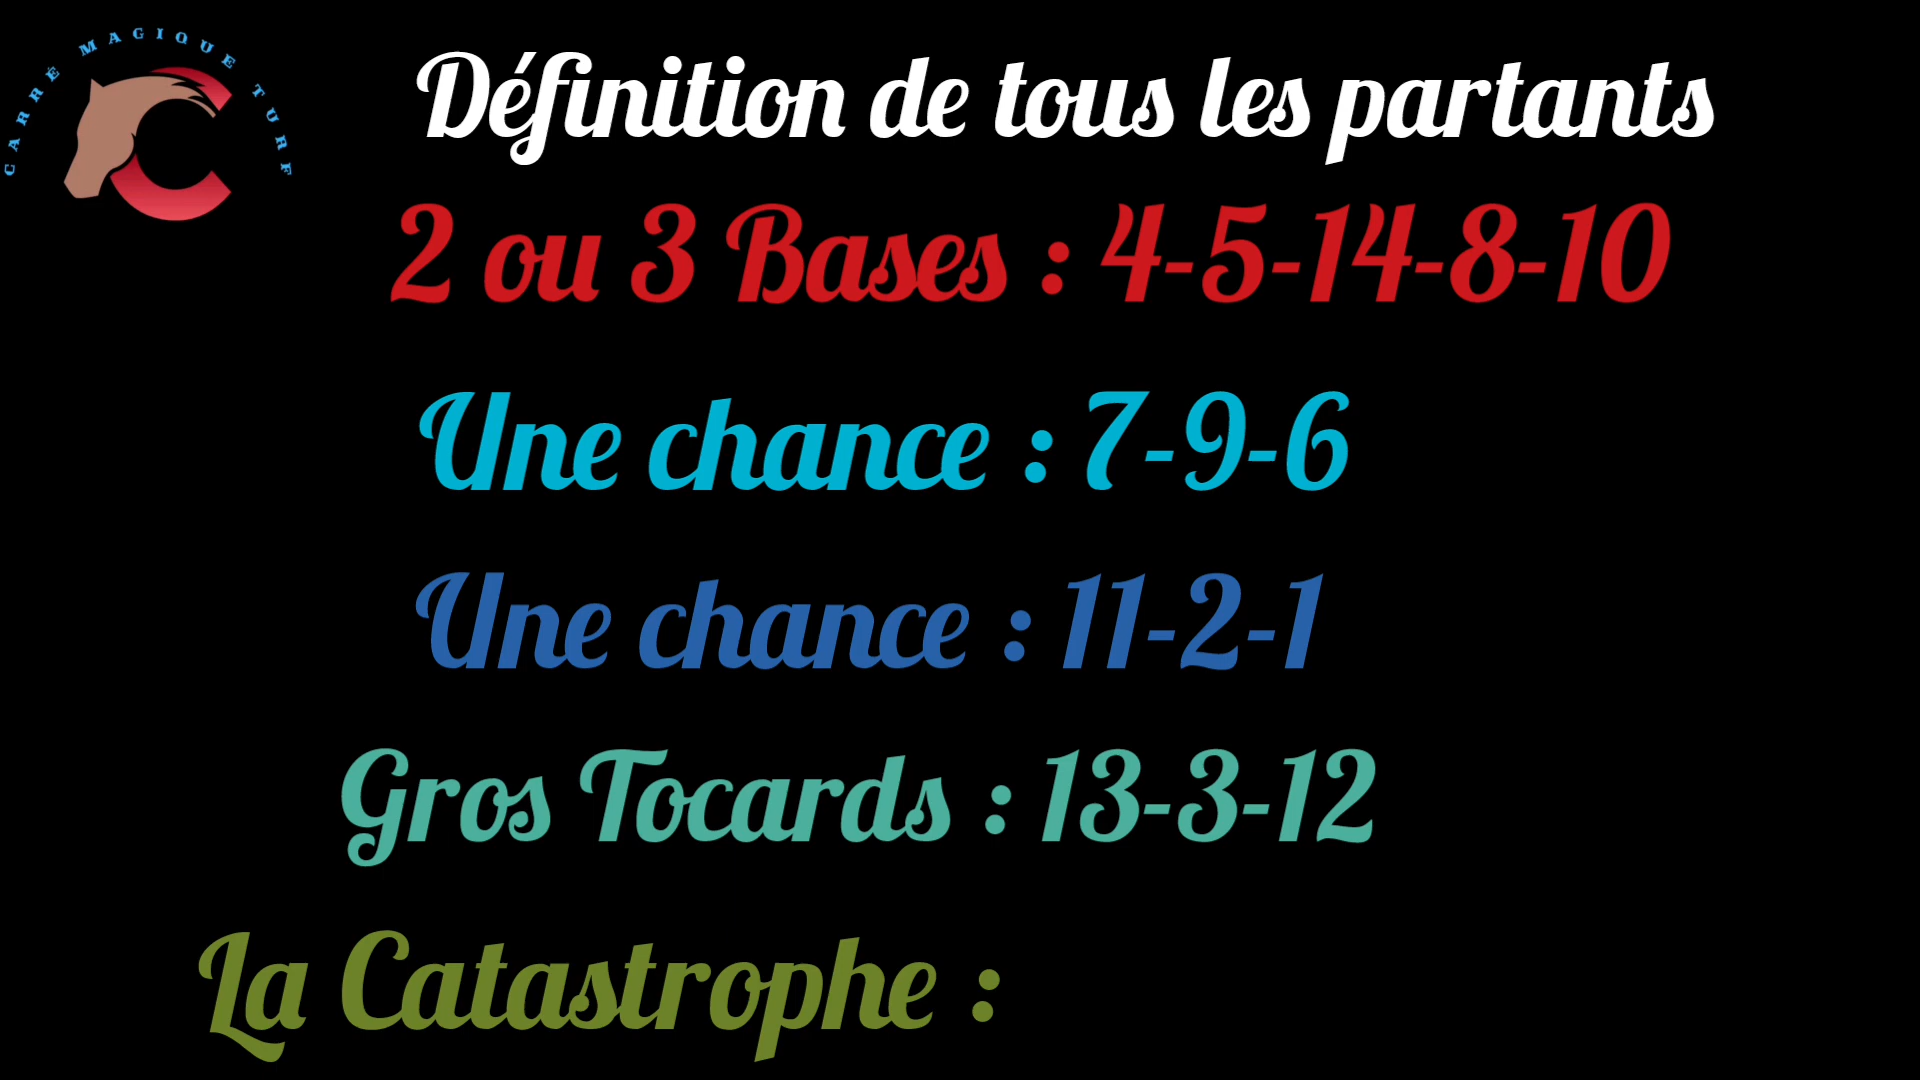 CARRÉ MAGIQUE TURF
Définition de tous les partants
2 ou 3 Bases : 4-5-14-8-10
Une chance : 7-9-6
Une chance : 11-2-1
Gros Tocards : 13-3-12
La Catastrophe :